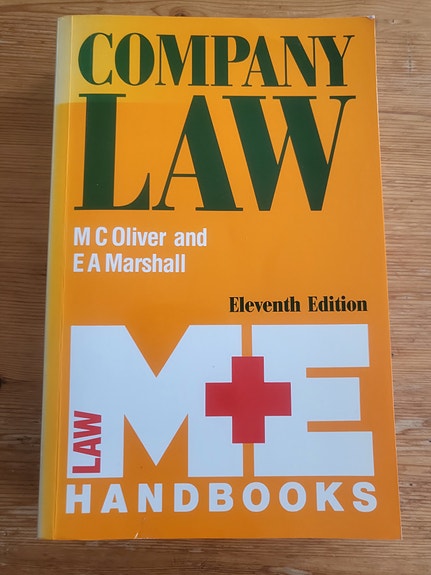 COMPANY
LAW
M C Oliver and
E A Marshall
Eleventh Edition
LAW
M+E
HANDBOOKS